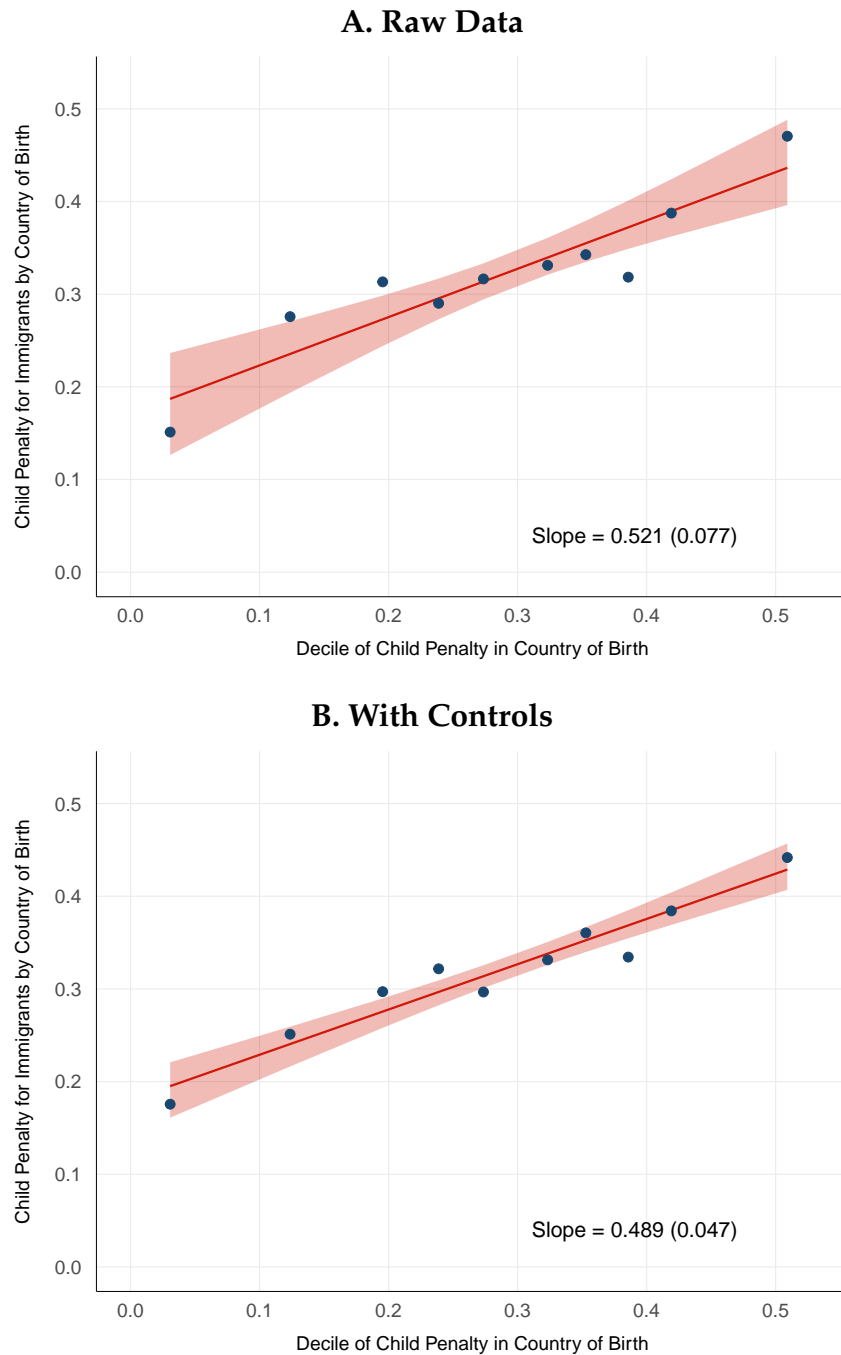 A. Raw Data
Child Penalty for Immigrants by Country of Birth
0.5
0.4
0.3
0.2
0.1
0.0
Slope = 0.521 (0.077)
0.0 0.1 0.2 0.3 0.4 0.5
Decile of Child Penalty in Country of Birth
B. With Controls
Child Penalty for Immigrants by Country of Birth
0.5
0.4
0.3
0.2
0.1
0.0
Slope = 0.489 (0.047)
0.0 0.1 0.2 0.3 0.4 0.5
Decile of Child Penalty in Country of Birth